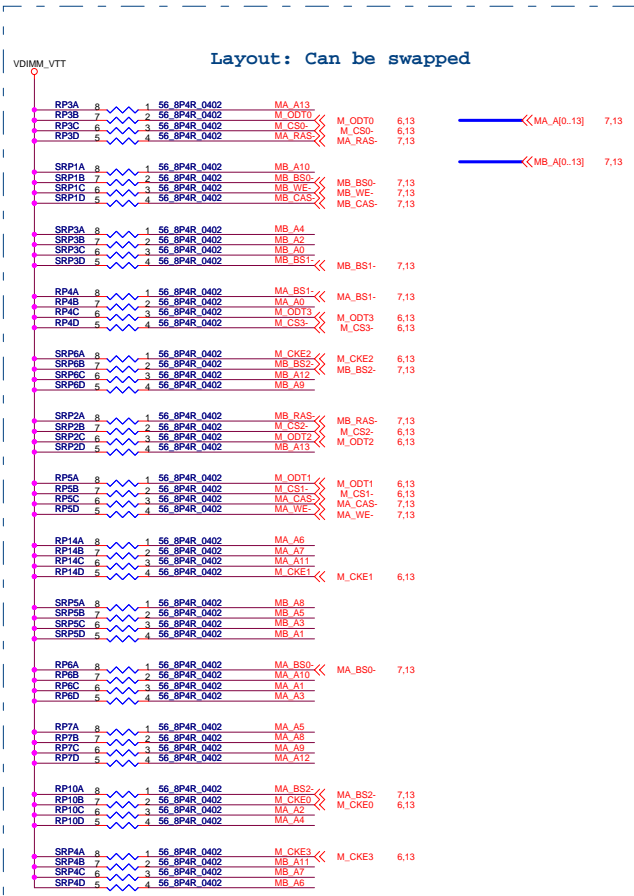 Layout: Can be swapped
VDIMM_VTT
RP3A 8 1 56_8P4R_0402 MA_A13
RP3B 7 2 56_8P4R_0402 M_ODT0 M_ODT0 6,13 MA_A[0..13] 7,13
RP3C 6 3 56_8P4R_0402 M_CS0- M_CS0- 6,13
RP3D 5 4 56_8P4R_0402 MA_RAS- MA_RAS- 7,13
MB_A[0..13] 7,13
SRP1A 8 1 56_8P4R_0402 MB_A10
SRP1B 7 2 56_8P4R_0402 MB_BS0- MB_BS0- 7,13
SRP1C 6 3 56_8P4R_0402 MB_WE- MB_WE- 7,13
SRP1D 5 4 56_8P4R_0402 MB_CAS- MB_CAS- 7,13
SRP3A 8 1 56_8P4R_0402 MB_A4
SRP3B 7 2 56_8P4R_0402 MB_A2
SRP3C 6 3 56_8P4R_0402 MB_A0
SRP3D 5 4 56_8P4R_0402 MB_BS1- MB_BS1- 7,13
RP4A 8 1 56_8P4R_0402 MA_BS1- MA_BS1- 7,13
RP4B 7 2 56_8P4R_0402 MA_A0
RP4C 6 3 56_8P4R_0402 M_ODT3 M_ODT3 6,13
RP4D 5 4 56_8P4R_0402 M_CS3- M_CS3- 6,13
SRP6A 8 1 56_8P4R_0402 M_CKE2 M_CKE2 6,13
SRP6B 7 2 56_8P4R_0402 MB_BS2- MB_BS2- 7,13
SRP6C 6 3 56_8P4R_0402 MB_A12
SRP6D 5 4 56_8P4R_0402 MB_A9
SRP2A 8 1 56_8P4R_0402 MB_RAS- MB_RAS- 7,13
SRP2B 7 2 56_8P4R_0402 M_CS2- M_CS2- 6,13
SRP2C 6 3 56_8P4R_0402 M_ODT2 M_ODT2 6,13
SRP2D 5 4 56_8P4R_0402 MB_A13
RP5A 8 1 56_8P4R_0402 M_ODT1 M_ODT1 6,13
RP5B 7 2 56_8P4R_0402 M_CS1- M_CS1- 6,13
RP5C 6 3 56_8P4R_0402 MA_CAS- MA_CAS- 7,13
RP5D 5 4 56_8P4R_0402 MA_WE- MA_WE- 7,13
RP14A 8 1 56_8P4R_0402 MA_A6
RP14B 7 2 56_8P4R_0402 MA_A7
RP14C 6 3 56_8P4R_0402 MA_A11
RP14D 5 4 56_8P4R_0402 M_CKE1 M_CKE1 6,13
SRP5A 8 1 56_8P4R_0402 MB_A8
SRP5B 7 2 56_8P4R_0402 MB_A5
SRP5C 6 3 56_8P4R_0402 MB_A3
SRP5D 5 4 56_8P4R_0402 MB_A1
RP6A 8 1 56_8P4R_0402 MA_BS0- MA_BS0- 7,13
RP6B 7 2 56_8P4R_0402 MA_A10
RP6C 6 3 56_8P4R_0402 MA_A1
RP6D 5 4 56_8P4R_0402 MA_A3
RP7A 8 1 56_8P4R_0402 MA_A5
RP7B 7 2 56_8P4R_0402 MA_A8
RP7C 6 3 56_8P4R_0402 MA_A9
RP7D 5 4 56_8P4R_0402 MA_A12
RP10A 8 1 56_8P4R_0402 MA_BS2- MA_BS2- 7,13
RP10B 7 2 56_8P4R_0402 M_CKE0 M_CKE0 6,13
RP10C 6 3 56_8P4R_0402 MA_A2
RP10D 5 4 56_8P4R_0402 MA_A4
SRP4A 8 1 56_8P4R_0402 M_CKE3 M_CKE3 6,13
SRP4B 7 2 56_8P4R_0402 MB_A11
SRP4C 6 3 56_8P4R_0402 MB_A7
SRP4D 5 4 56_8P4R_0402 MB_A6